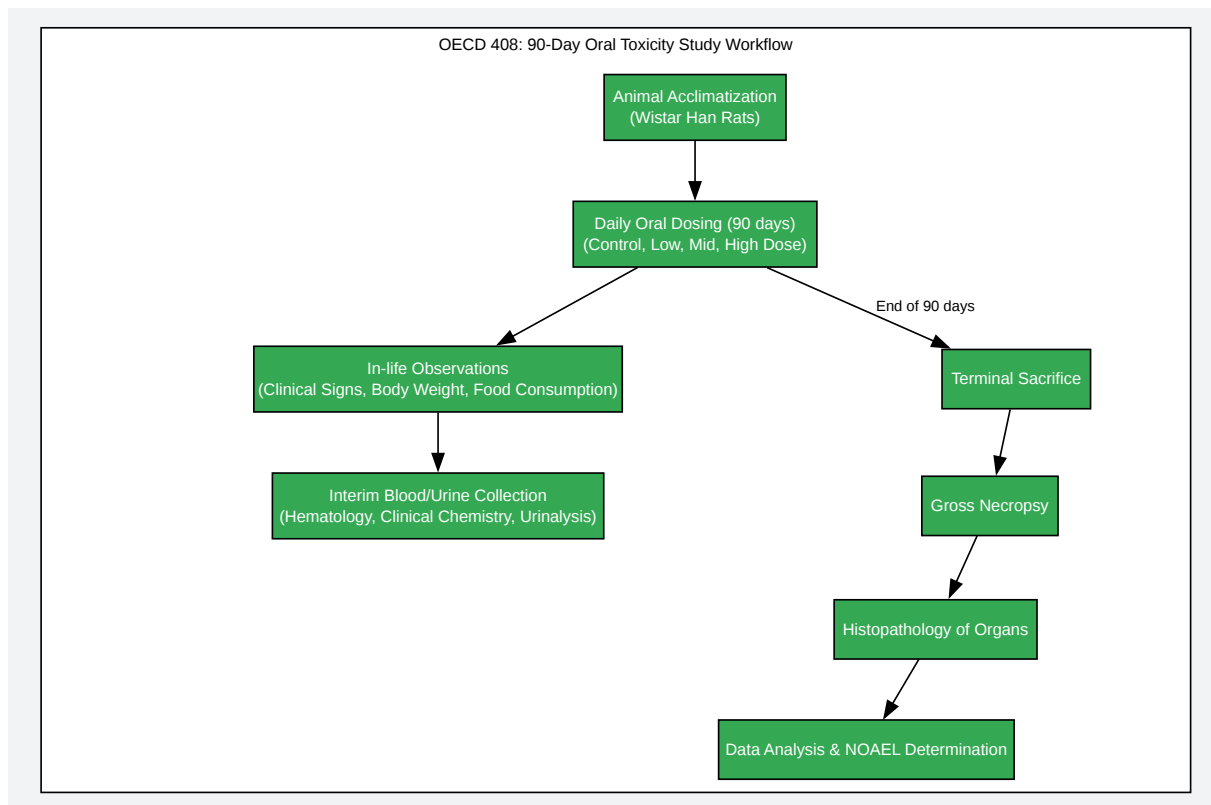 OECD 408: 90-Day Oral Toxicity Study Workflow
Animal Acclimatization
(Wistar Han Rats)
Daily Oral Dosing (90 days)
(Control, Low, Mid, High Dose)
End of 90 days
In-life Observations
(Clinical Signs, Body Weight, Food Consumption)
Terminal Sacrifice
Interim Blood/Urine Collection
(Hematology, Clinical Chemistry, Urinalysis)
Gross Necropsy
Histopathology of Organs
Data Analysis & NOAEL Determination